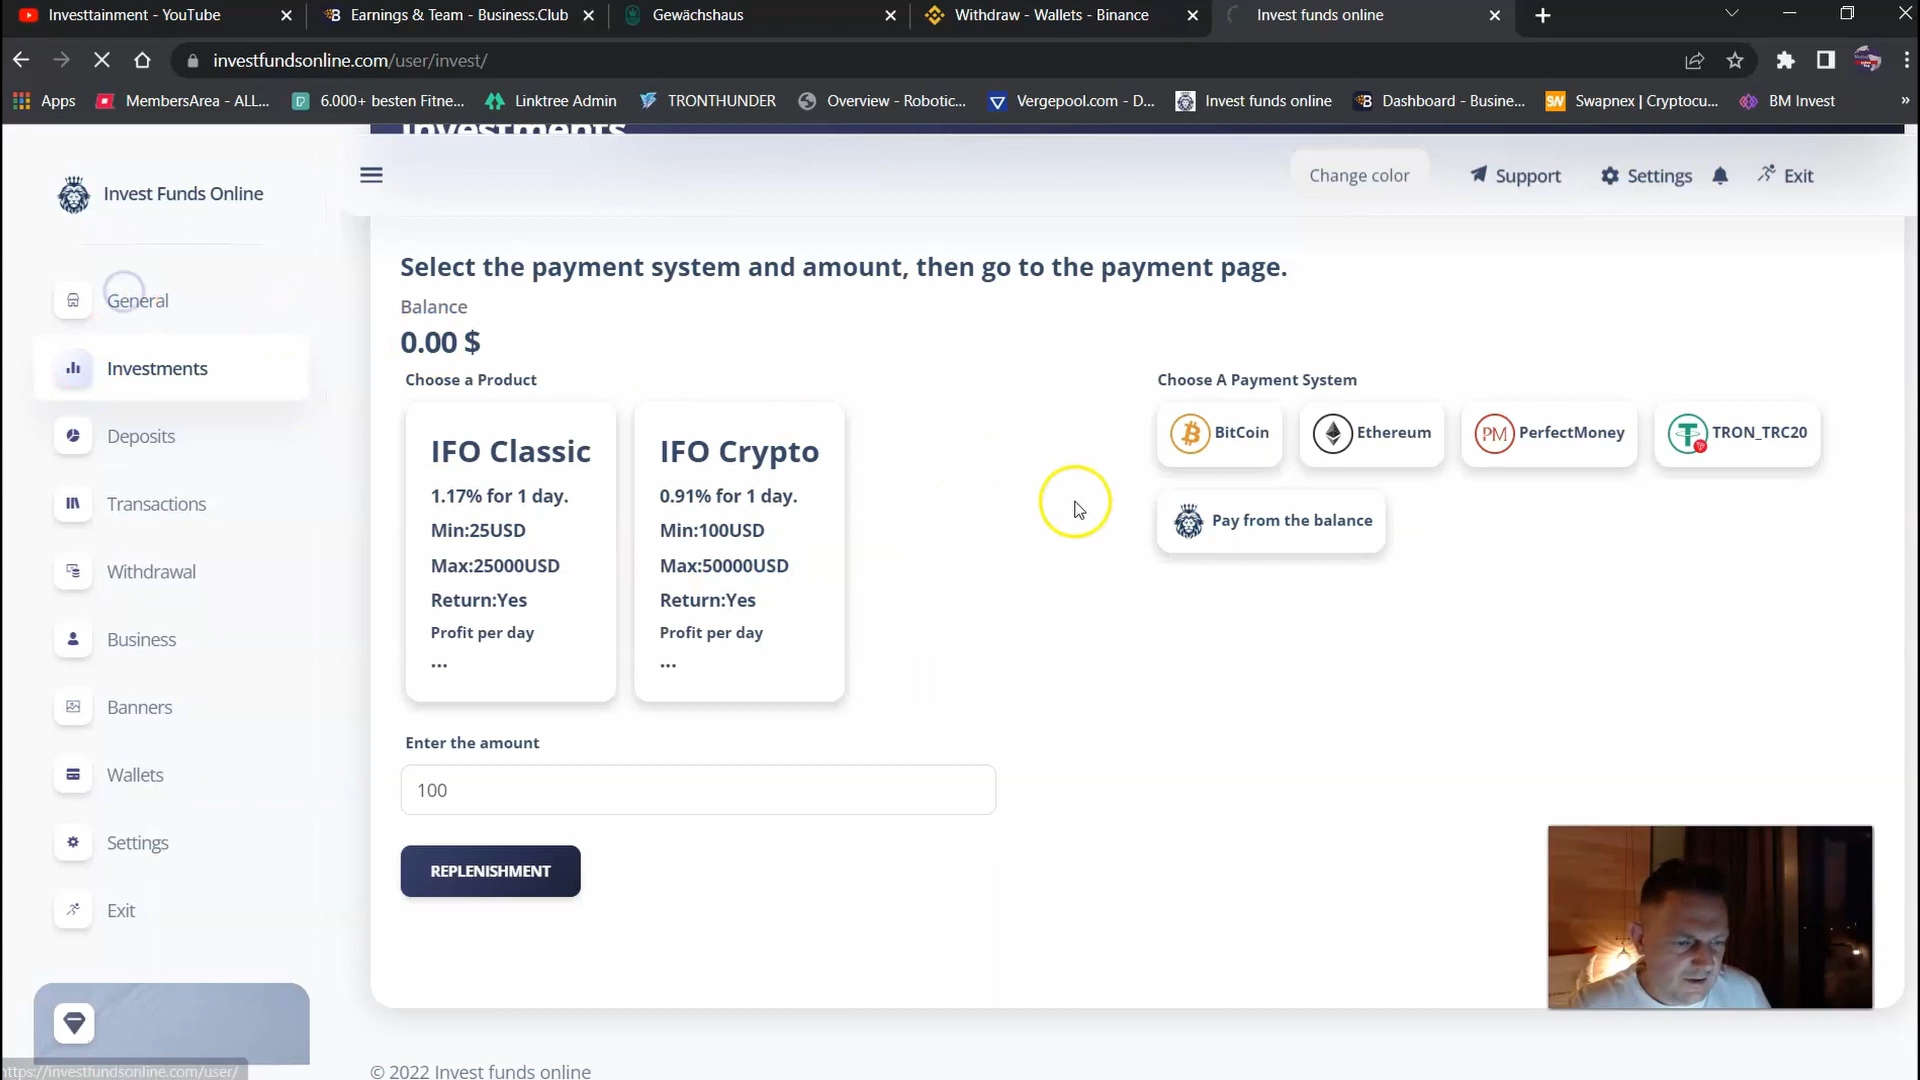 Investtainment - YouTube
Earnings & Team - Business.Club
Gewächshaus
Withdraw - Wallets - Binance
Invest funds online
investfundsonline.com/user/invest/
Apps
MembersArea - ALL...
6.000+ besten Fitne...
Linktree Admin
TRONTHUNDER
Overview - Robotic...
Vergepool.com - D...
Invest funds online
Dashboard - Busine...
Swapnex | Cryptocu...
BM Invest
»
Investments
Invest Funds Online
Change color
Support
Settings
Exit
General
Investments
Deposits
Transactions
Withdrawal
Business
Banners
Wallets
Settings
Exit
Select the payment system and amount, then go to the payment page.
Balance
0.00 $
Choose a Product
IFO Classic
1.17% for 1 day.
Min:25USD
Max:25000USD
Return:Yes
Profit per day
...
IFO Crypto
0.91% for 1 day.
Min:100USD
Max:50000USD
Return:Yes
Profit per day
...
Choose A Payment System
BitCoin
Ethereum
PM PerfectMoney
TRON_TRC20
Pay from the balance
Enter the amount
100
REPLENISHMENT
© 2022 Invest funds online
https://investfundsonline.com/user/